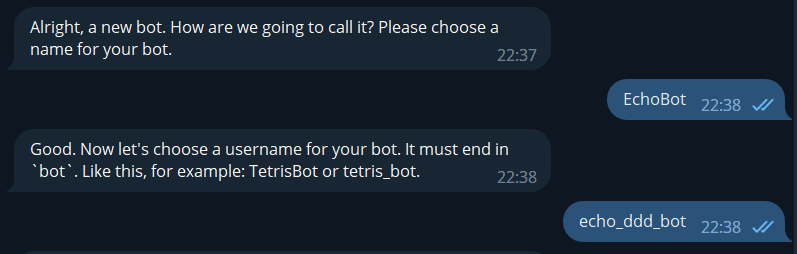 Alright, a new bot. How are we going to call it? Please choose a
name for your bot.
22:37
EchoBot
22:38
Good. Now let's choose a username for your bot. It must end in
`bot`. Like this, for example: TetrisBot or tetris_bot.
22:38
echo_ddd_bot
22:38